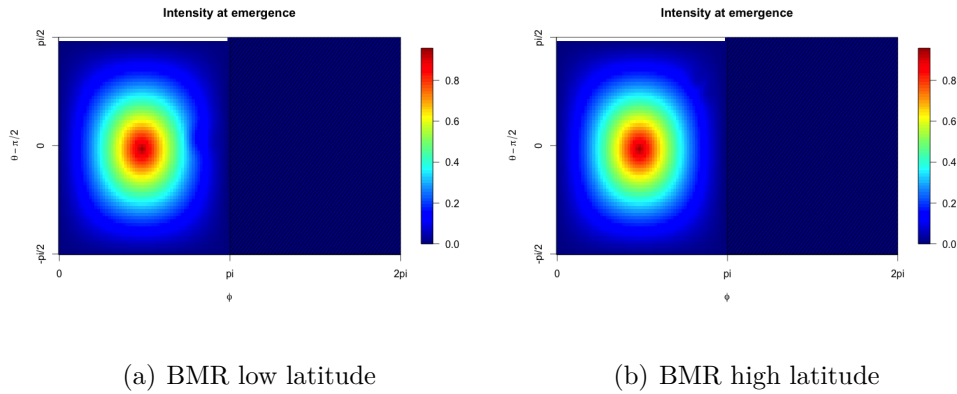 Intensity at emergence
pi/2
0
-pi/2
θ − π/2
0
pi
2pi
ϕ
0.8
0.6
0.4
0.2
0.0
Intensity at emergence
pi/2
0
-pi/2
θ − π/2
0
pi
2pi
ϕ
0.8
0.6
0.4
0.2
0.0
(a) BMR low latitude
(b) BMR high latitude